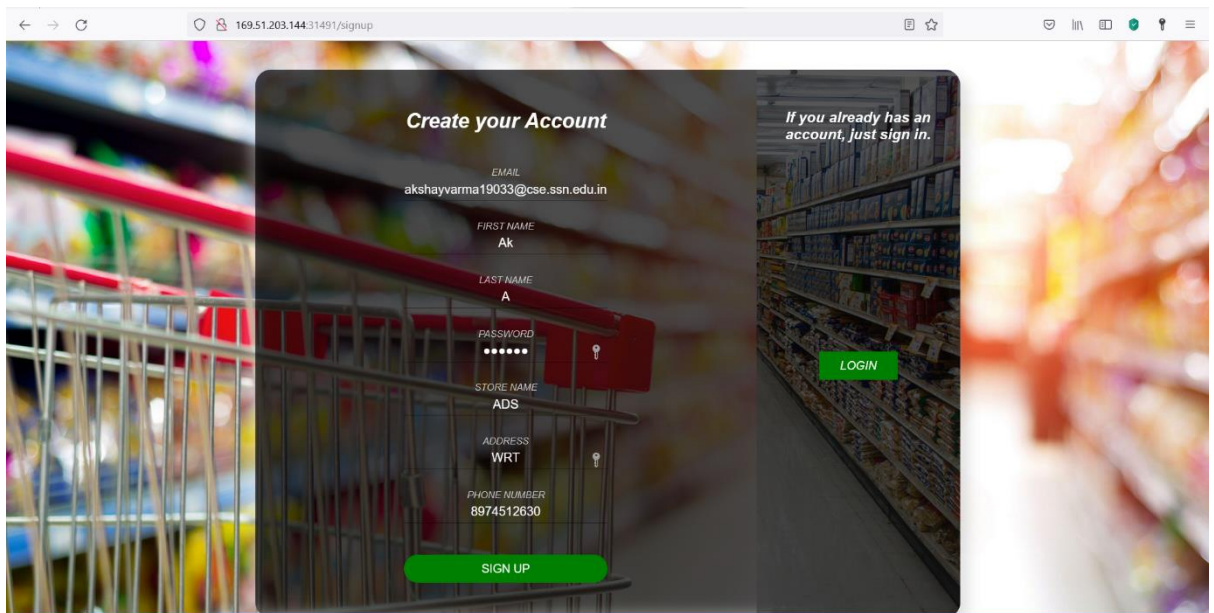 169.51.203.144:31491/signup
Create your Account
EMAIL
akshayvarma19033@cse.ssn.edu.in
FIRST NAME
Ak
LAST NAME
A
PASSWORD
••••••
STORE NAME
ADS
ADDRESS
WRT
PHONE NUMBER
8974512630
SIGN UP
If you already has an
account, just sign in.
LOGIN